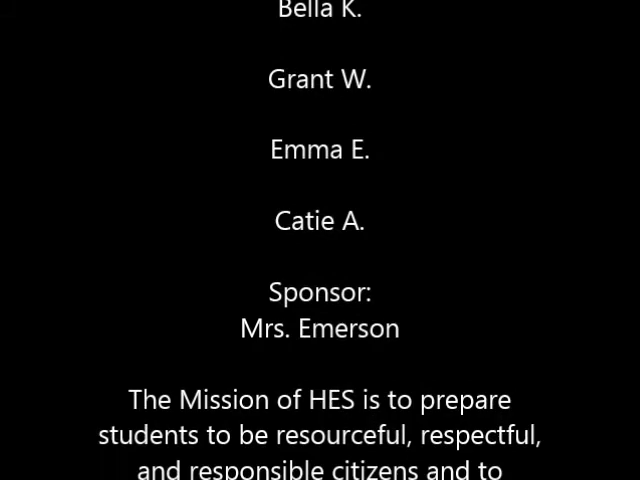 Bella K.
Grant W.
Emma E.
Catie A.
Sponsor:
Mrs. Emerson
The Mission of HES is to prepare
students to be resourceful, respectful,
and responsible citizens and to